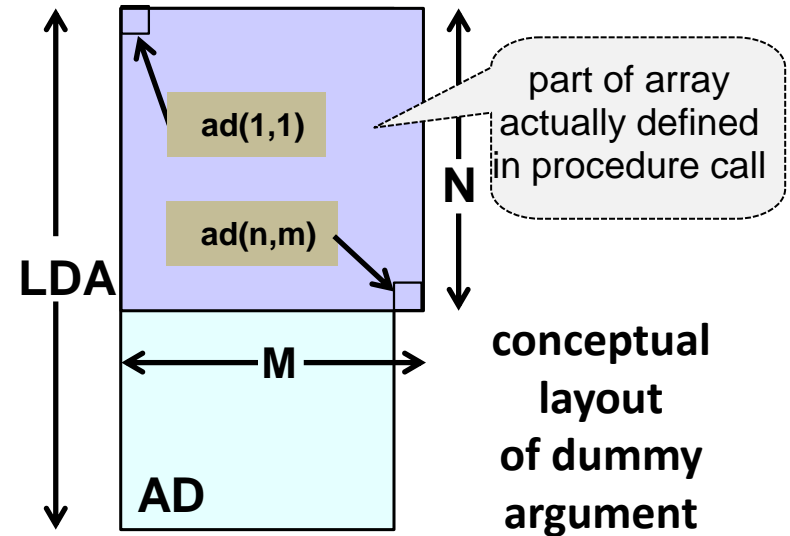 part of array
actually defined
in procedure call
ad(1,1)
N
ad(n,m)
LDA
M
conceptual
layout
of dummy
argument
AD